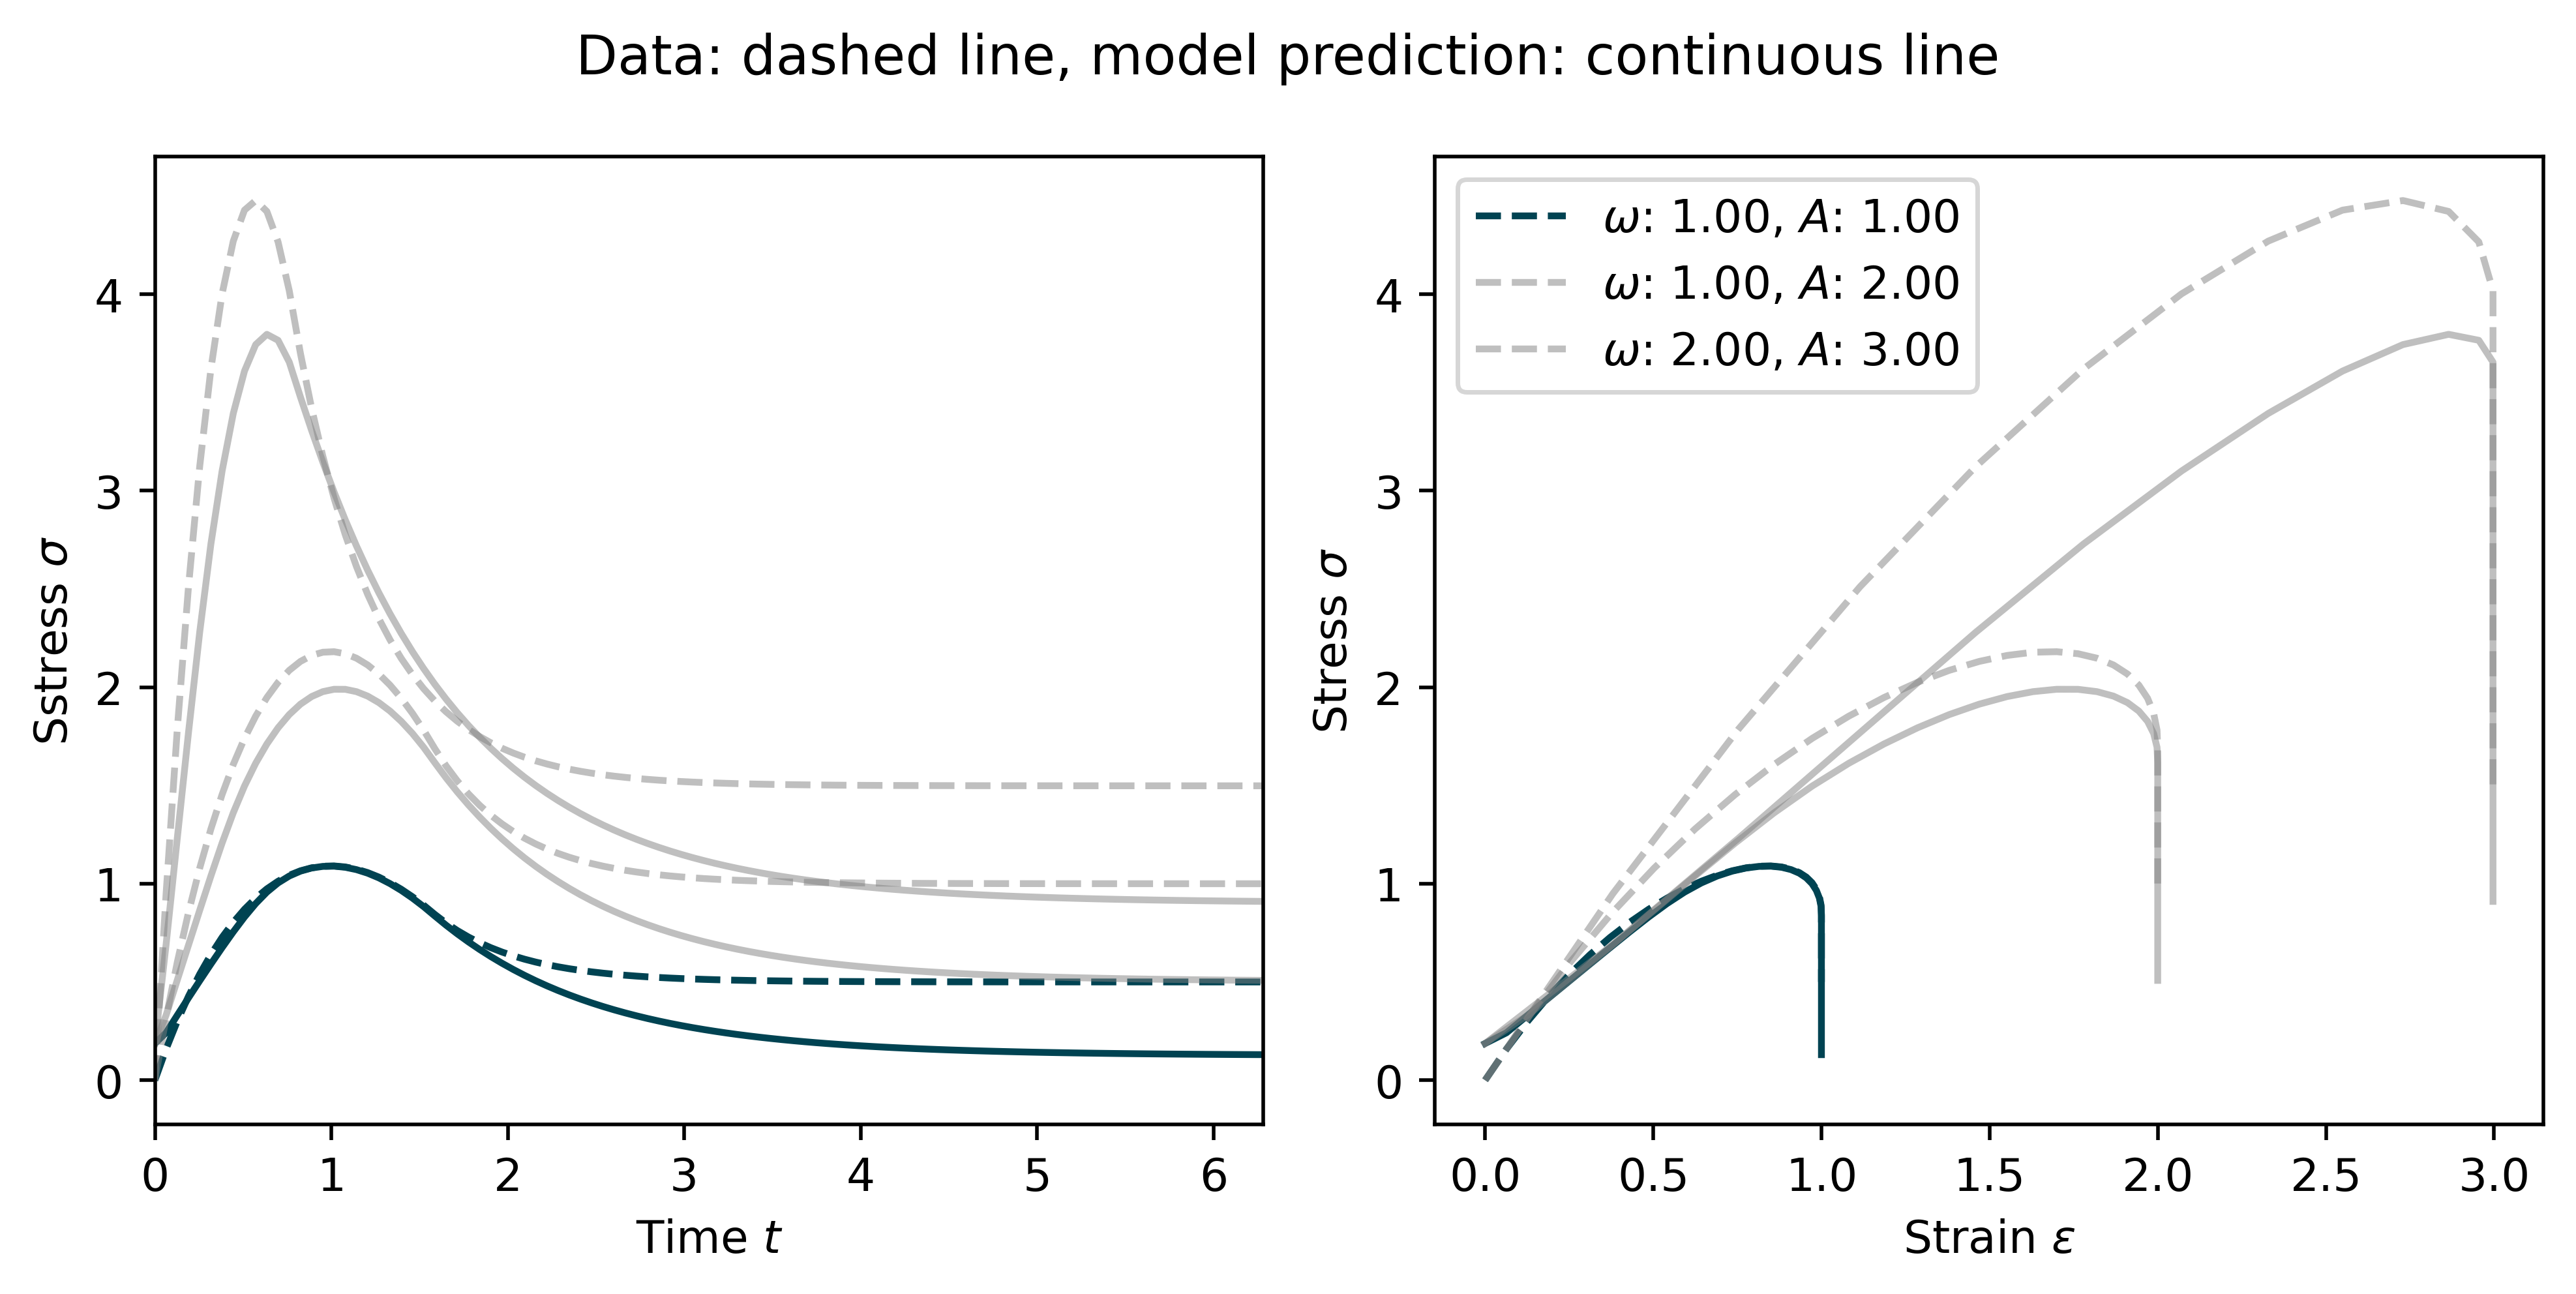 Data: dashed line, model prediction: continuous line
Sstress σ
4
3
2
1
0
0 1 2 3 4 5 6
Time t
Stress σ
4
3
2
1
0
ω: 1.00, A: 1.00
ω: 1.00, A: 2.00
ω: 2.00, A: 3.00
0.0 0.5 1.0 1.5 2.0 2.5 3.0
Strain ε